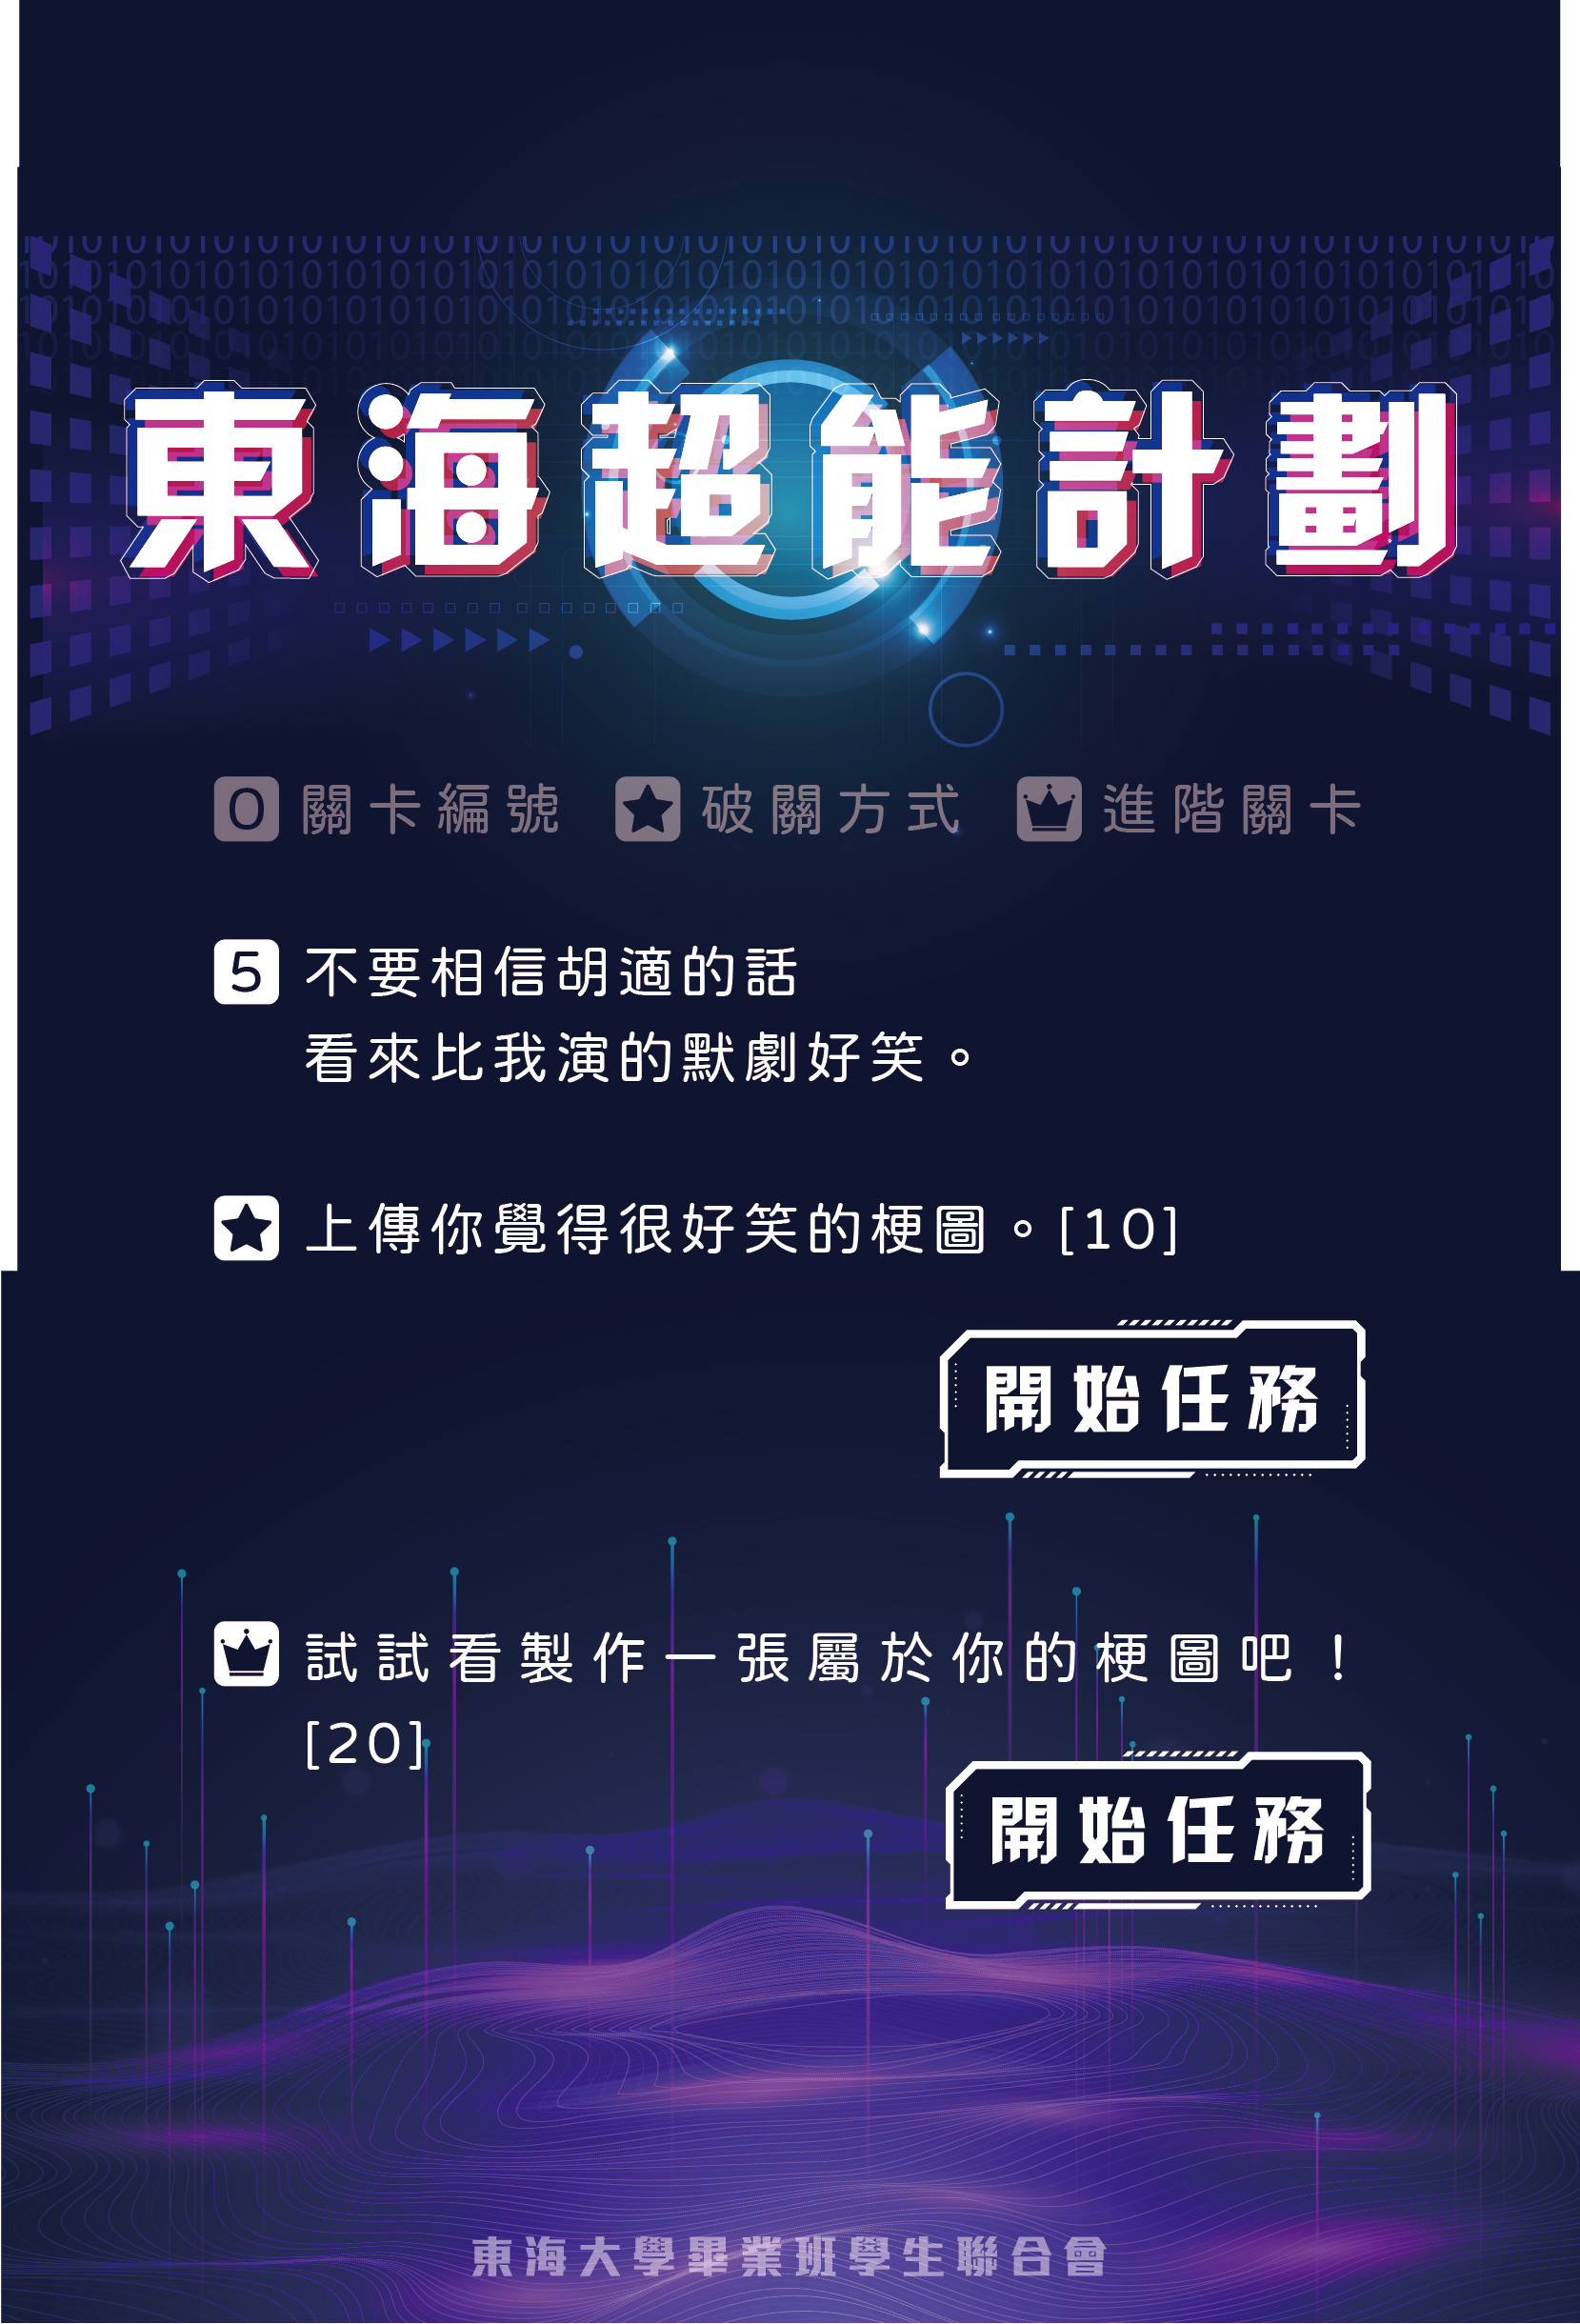 東海超能計劃
0 關卡編號 破關方式 進階關卡
5 不要相信胡適的話
看來比我演的默劇好笑。
上傳你覺得很好笑的梗圖。[10]
開始任務
試試看製作一張屬於你的梗圖吧！
[20]
開始任務
東海大學畢業班學生聯合會